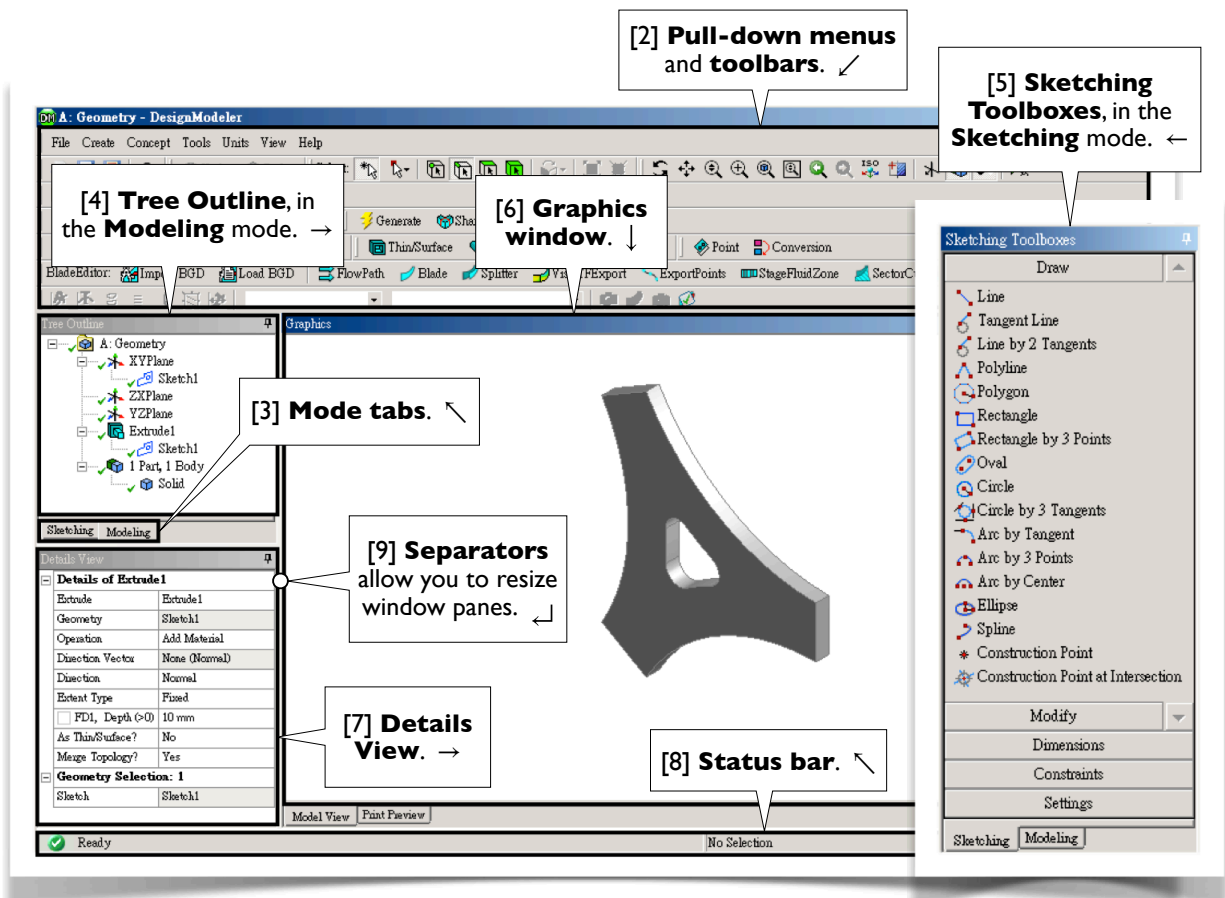 [2] Pull-down menus
and toolbars. ↙
[5] Sketching
Toolboxes, in the
Sketching mode. ←
A: Geometry - DesignModeler
File Create Concept Tools Units View Help
ISO
[4] Tree Outline, in
the Modeling mode. →
[6] Graphics
window. ↓
Generate
Thin/Surface
Point Conversion
BladeEditor: BGD Load BGD FlowPath Blade Splitter ExportPoints StageFluidZone
Tree Outline
A: Geometry
XYPlane
Sketch1
ZXPlane
YZPlane
Extrude1
Sketch1
1 Part, 1 Body
Solid
Sketching Modeling
[3] Mode tabs. ↖
Graphics
[9] Separators
allow you to resize
window panes. ↵
Details View
Details of Extrude1
Extrude Extrude1
Geometry Sketch1
Operation Add Material
Direction Vector None (Normal)
Direction Normal
Extent Type Fixed
FD1, Depth (>0) 10 mm
As Thin/Surface? No
Merge Topology? Yes
Geometry Selection: 1
Sketch Sketch1
[7] Details
View. →
[8] Status bar. ↖
Model View Print Preview
Ready No Selection
Sketching Toolboxes
Draw
Line
Tangent Line
Line by 2 Tangents
Polyline
Polygon
Rectangle
Rectangle by 3 Points
Oval
Circle
Circle by 3 Tangents
Arc by Tangent
Arc by 3 Points
Arc by Center
Ellipse
Spline
Construction Point
Construction Point at Intersection
Modify
Dimensions
Constraints
Settings
Sketching Modeling